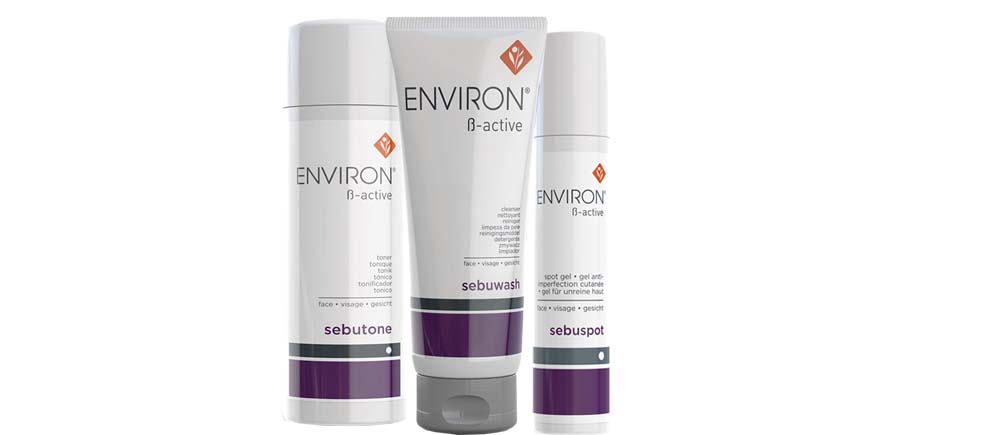 ENVIRON®
ß-active
toner
tonique
tonik
tónico
tonificador
tonico
face • visage • gesicht
sebutone
ENVIRON®
ß-active
cleanser
nettoyant
reiniger
limpeza da pele
reinigingsmiddel
detergente
zmywacz
limpiador
face • visage • gesicht
sebuwash
ENVIRON®
ß-active
spot gel • gel anti-
imperfection cutanée
• gel für unreine haut
face • visage • gesicht
sebuspot